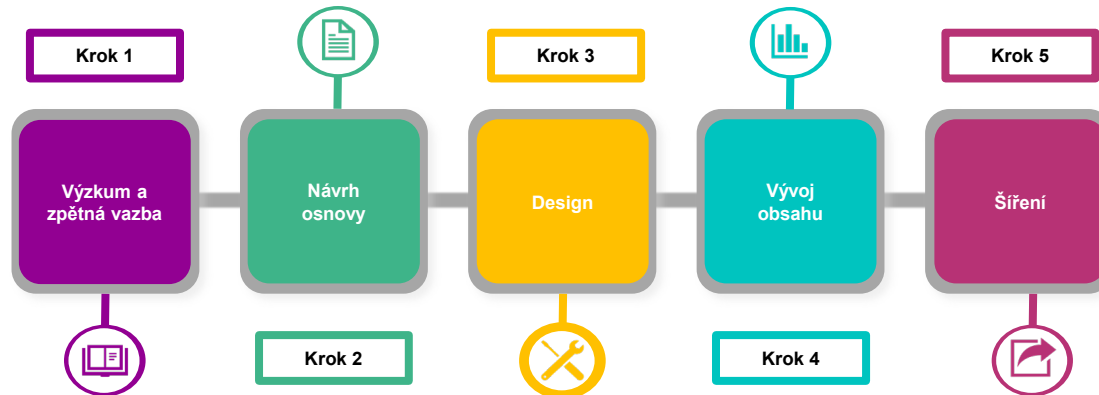 Krok 1
Výzkum a
zpětná vazba
Návrh
osnovy
Krok 2
Krok 3
Design
Vývoj
obsahu
Krok 4
Krok 5
Šíření